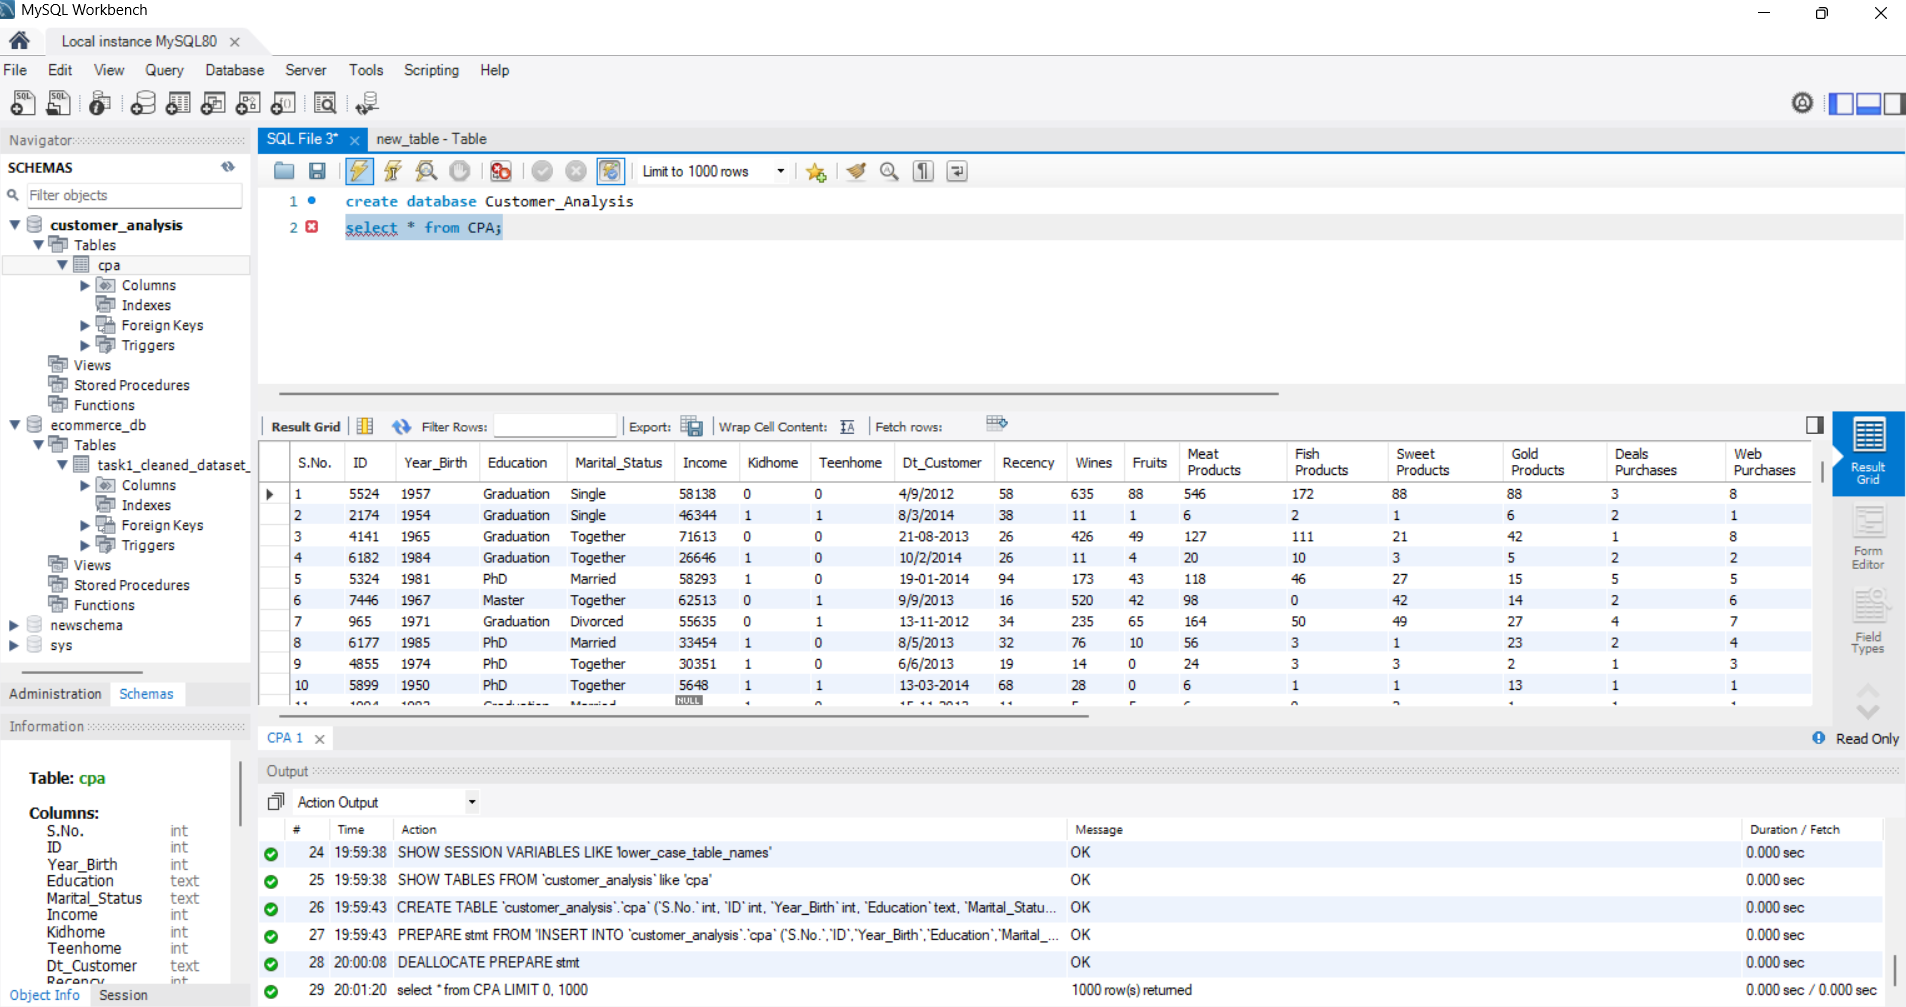 MySQL Workbench
Local instance MySQL80
File Edit View Query Database Server Tools Scripting Help
Navigator
SCHEMAS
Filter objects
customer_analysis
Tables
cpa
Columns
Indexes
Foreign Keys
Triggers
Views
Stored Procedures
Functions
ecommerce_db
Tables
task1_cleaned_dataset_
Columns
Indexes
Foreign Keys
Triggers
Views
Stored Procedures
Functions
newschema
sys
Administration Schemas
Information
Table: cpa
Columns:
S.No. int
ID int
Year_Birth int
Education text
Marital_Status text
Income int
Kidhome int
Teenhome int
Dt_Customer text
Recency int
Object Info Session
SQL File 3* new_table - Table
Limit to 1000 rows
1 create database Customer_Analysis
2 select * from CPA;
Result Grid Filter Rows: Export: Wrap Cell Content: Fetch rows:
S.No. ID Year_Birth Education Marital_Status Income Kidhome Teenhome Dt_Customer Recency Wines Fruits Meat Products Fish Products Sweet Products Gold Products Deals Purchases Web Purchases
1 5524 1957 Graduation Single 58138 0 0 4/9/2012 58 635 88 546 172 88 88 3 8
2 2174 1954 Graduation Single 46344 1 1 8/3/2014 38 11 1 6 2 1 6 2 1
3 4141 1965 Graduation Together 71613 0 0 21-08-2013 26 426 49 127 111 21 42 1 8
4 6182 1984 Graduation Together 26646 1 0 10/2/2014 26 11 4 20 10 3 5 2 2
5 5324 1981 PhD Married 58293 1 0 19-01-2014 94 173 43 118 46 27 15 5 5
6 7446 1967 Master Together 62513 0 1 9/9/2013 16 520 42 98 0 42 14 2 6
7 965 1971 Graduation Divorced 55635 0 1 13-11-2012 34 235 65 164 50 49 27 4 7
8 6177 1985 PhD Married 33454 1 0 8/5/2013 32 76 10 56 3 1 23 2 4
9 4855 1974 PhD Together 30351 1 0 6/6/2013 19 14 0 24 3 3 2 1 3
10 5899 1950 PhD Together 5648 1 1 13-03-2014 68 28 0 6 1 1 13 1 1
NULL
Result Grid
Form Editor
Field Types
CPA 1
Read Only
Output
Action Output
# Time Action Message Duration / Fetch
24 19:59:38 SHOW SESSION VARIABLES LIKE 'lower_case_table_names' OK 0.000 sec
25 19:59:38 SHOW TABLES FROM `customer_analysis` like 'cpa' OK 0.000 sec
26 19:59:43 CREATE TABLE `customer_analysis`.`cpa` (`S.No.` int, `ID` int, `Year_Birth` int, `Education` text, `Marital_Statu... OK 0.000 sec
27 19:59:43 PREPARE stmt FROM 'INSERT INTO `customer_analysis`.`cpa` (`S.No.`,`ID`,`Year_Birth`,`Education`,`Marital_... OK 0.000 sec
28 20:00:08 DEALLOCATE PREPARE stmt OK 0.000 sec
29 20:01:20 select * from CPA LIMIT 0, 1000 1000 row(s) returned 0.000 sec / 0.000 sec